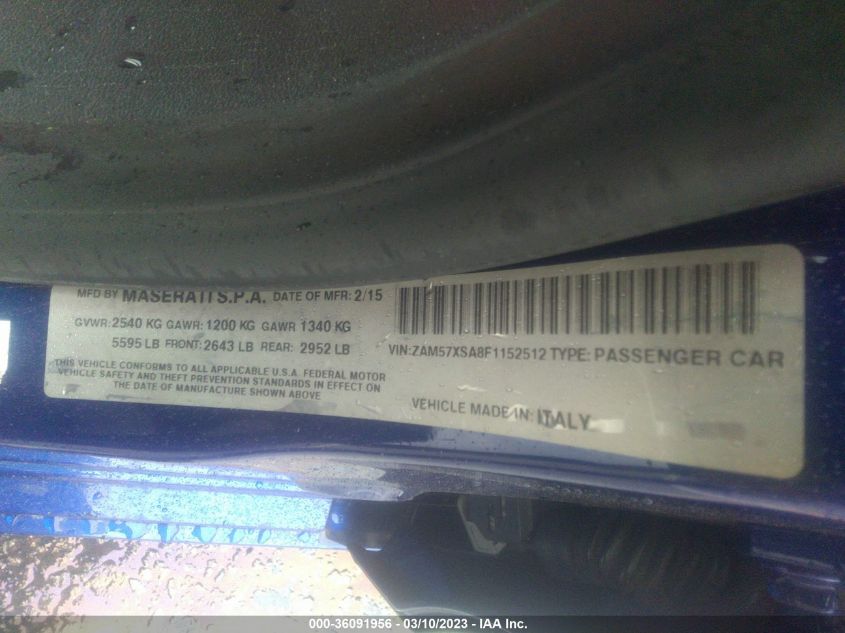 MFD BY MASERATI S.P.A. DATE OF MFR: 2/15
GVWR: 2540 KG GAWR: 1200 KG GAWR 1340 KG
5595 LB FRONT: 2643 LB REAR: 2952 LB
THIS VEHICLE CONFORMS TO ALL APPLICABLE U.S.A. FEDERAL MOTOR
VEHICLE SAFETY AND THEFT PREVENTION STANDARDS IN EFFECT ON
THE DATE OF MANUFACTURE SHOWN ABOVE
VIN: ZAM57XSA8F1152512 TYPE: PASSENGER CAR
VEHICLE MADE IN: ITALY
000-36091956 - 03/10/2023 - IAA Inc.